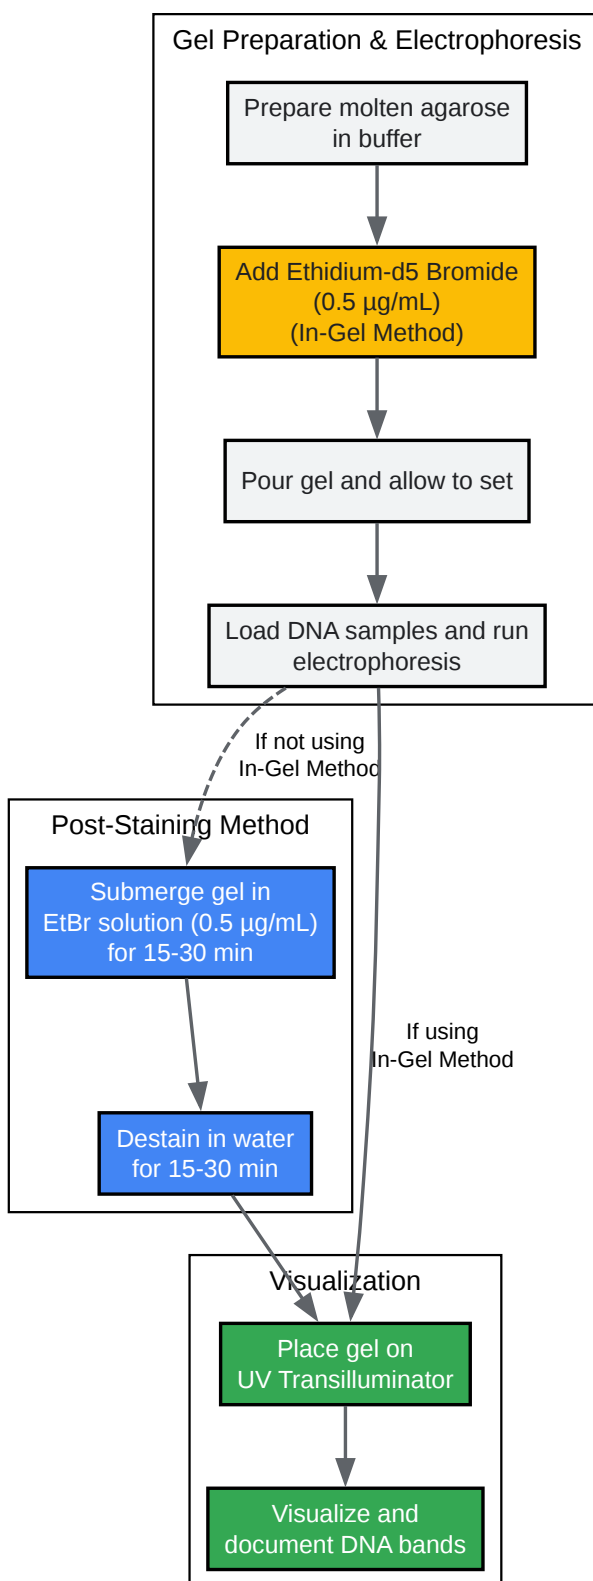 Gel Preparation & Electrophoresis
Prepare molten agarose
in buffer
Add Ethidium-d5 Bromide
(0.5 µg/mL)
(In-Gel Method)
Pour gel and allow to set
Load DNA samples and run
electrophoresis
If not using
In-Gel Method
Post-Staining Method
Submerge gel in
EtBr solution (0.5 µg/mL)
for 15-30 min
If using
In-Gel Method
Destain in water
for 15-30 min
Visualization
Place gel on
UV Transilluminator
Visualize and
document DNA bands